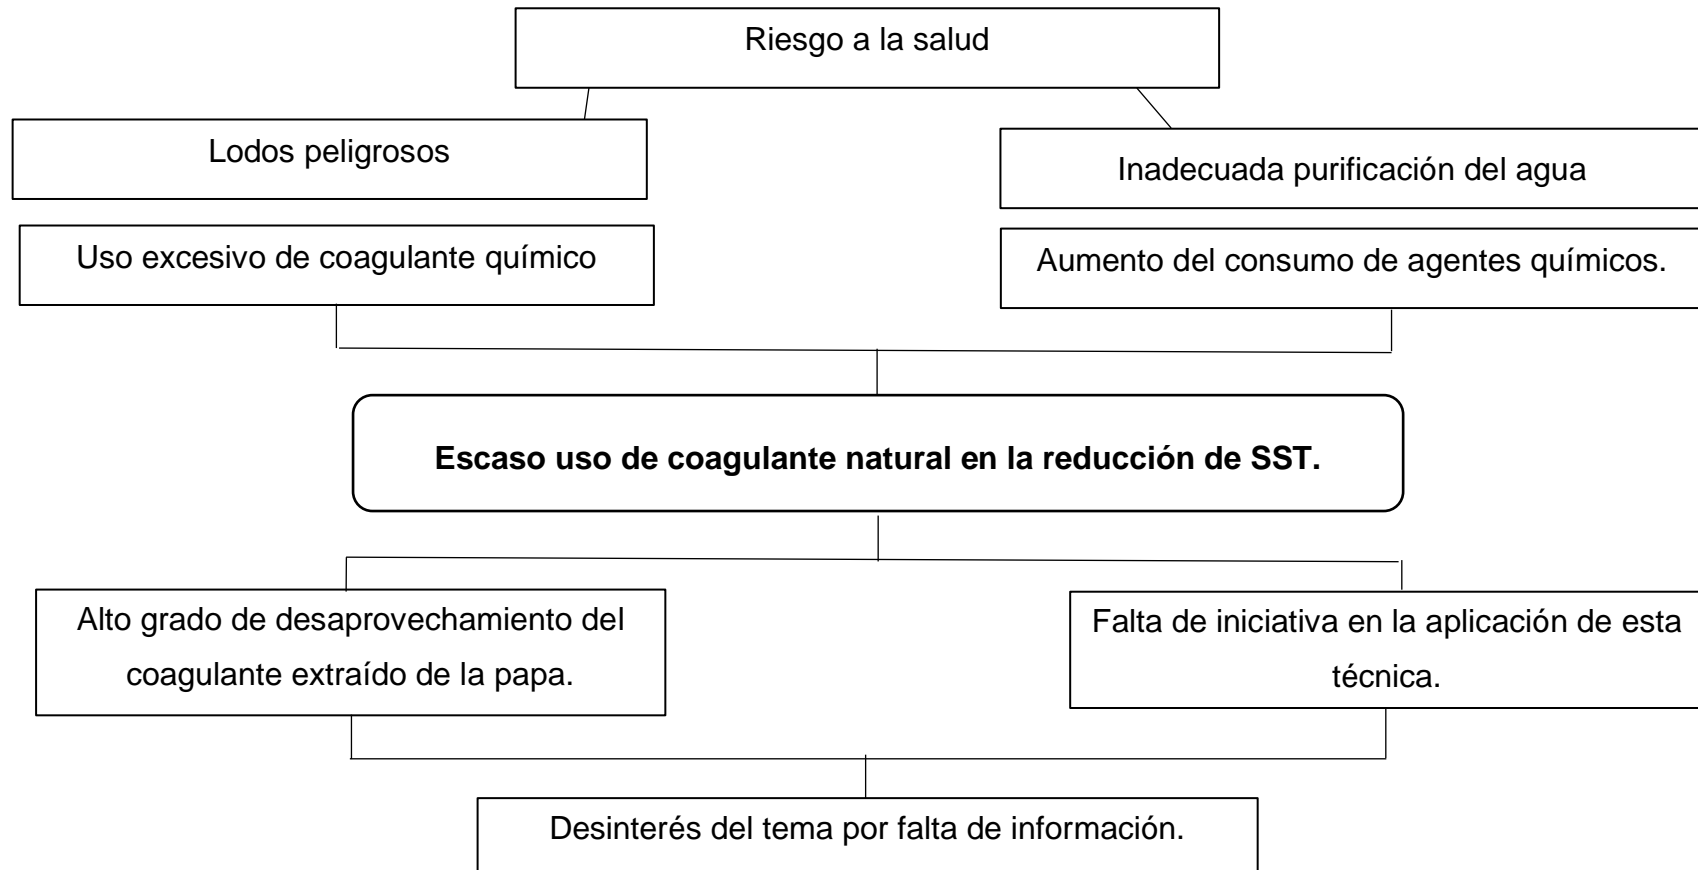 Riesgo a la salud
Lodos peligrosos
Inadecuada purificación del agua
Uso excesivo de coagulante químico
Aumento del consumo de agentes químicos.
Escaso uso de coagulante natural en la reducción de SST.
Alto grado de desaprovechamiento del
coagulante extraído de la papa.
Falta de iniciativa en la aplicación de esta
técnica.
Desinterés del tema por falta de información.